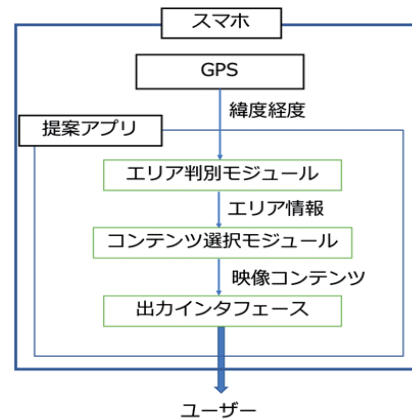 スマホ
GPS
緯度経度
提案アプリ
エリア判別モジュール
エリア情報
コンテンツ選択モジュール
映像コンテンツ
出力インタフェース
ユーザー